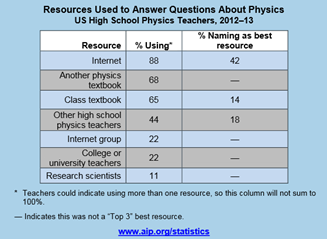 Resources Used to Answer Questions About Physics
US High School Physics Teachers, 2012–13
Resource % Using* % Naming as best resource
Internet 88 42
Another physics textbook 68 —
Class textbook 65 14
Other high school physics teachers 44 18
Internet group 22 —
College or university teachers 22 —
Research scientists 11 —
* Teachers could indicate using more than one resource, so this column will not sum to
100%.
— Indicates this was not a “Top 3” best resource.
www.aip.org/statistics